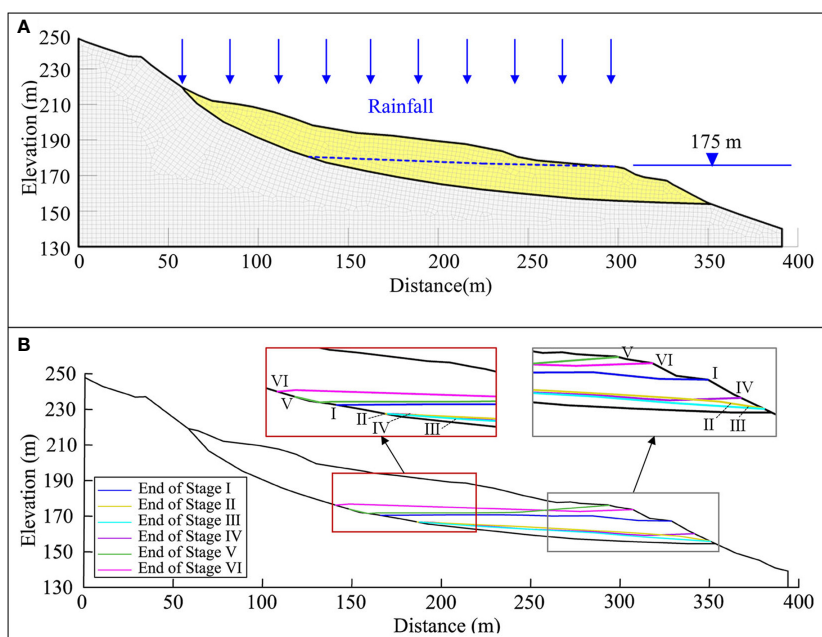 A
250
230
210
190
170
150
130
Elevation (m)
Rainfall
175 m
0 50 100 150 200 250 300 350 400
Distance(m)
B
250
230
210
190
170
150
130
Elevation (m)
VI
V
I
II
IV
III
V
VI
I
IV
II
III
End of Stage I
End of Stage II
End of Stage III
End of Stage IV
End of Stage V
End of Stage VI
0 50 100 150 200 250 300 350 400
Distance (m)